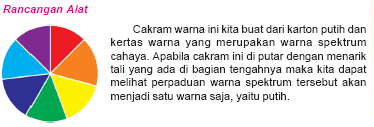 Rancangan Alat
Cakram warna ini kita buat dari karton putih dan
kertas warna yang merupakan warna spektrum
cahaya. Apabila cakram ini di putar dengan menarik
tali yang ada di bagian tengahnya maka kita dapat
melihat perpaduan warna spektrum tersebut akan
menjadi satu warna saja, yaitu putih.